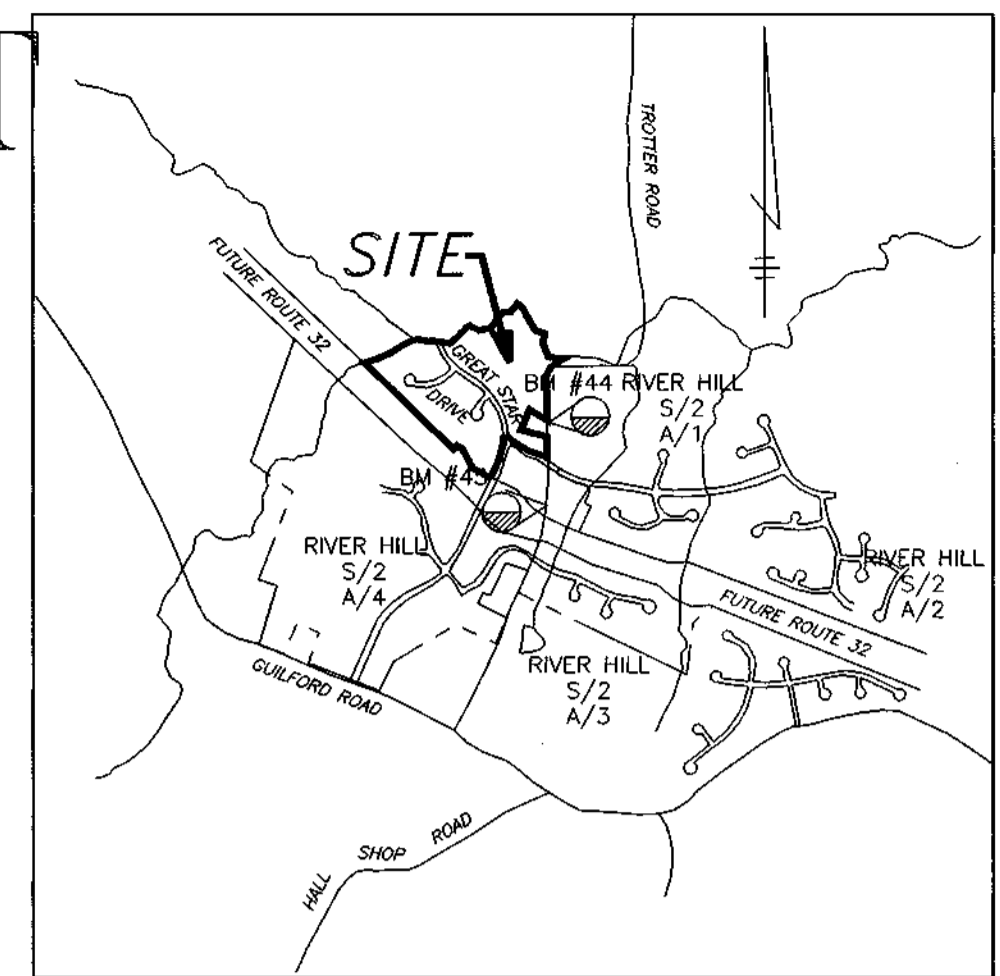 TROTTER ROAD
SITE
FUTURE ROUTE 32
GREAT STAR
DRIVE
BM #44
RIVER HILL
S/2
A/1
BM #45
RIVER HILL
S/2
A/4
RIVER HILL
S/2
A/2
FUTURE ROUTE 32
RIVER HILL
S/2
A/3
GUILFORD ROAD
HALL SHOP ROAD